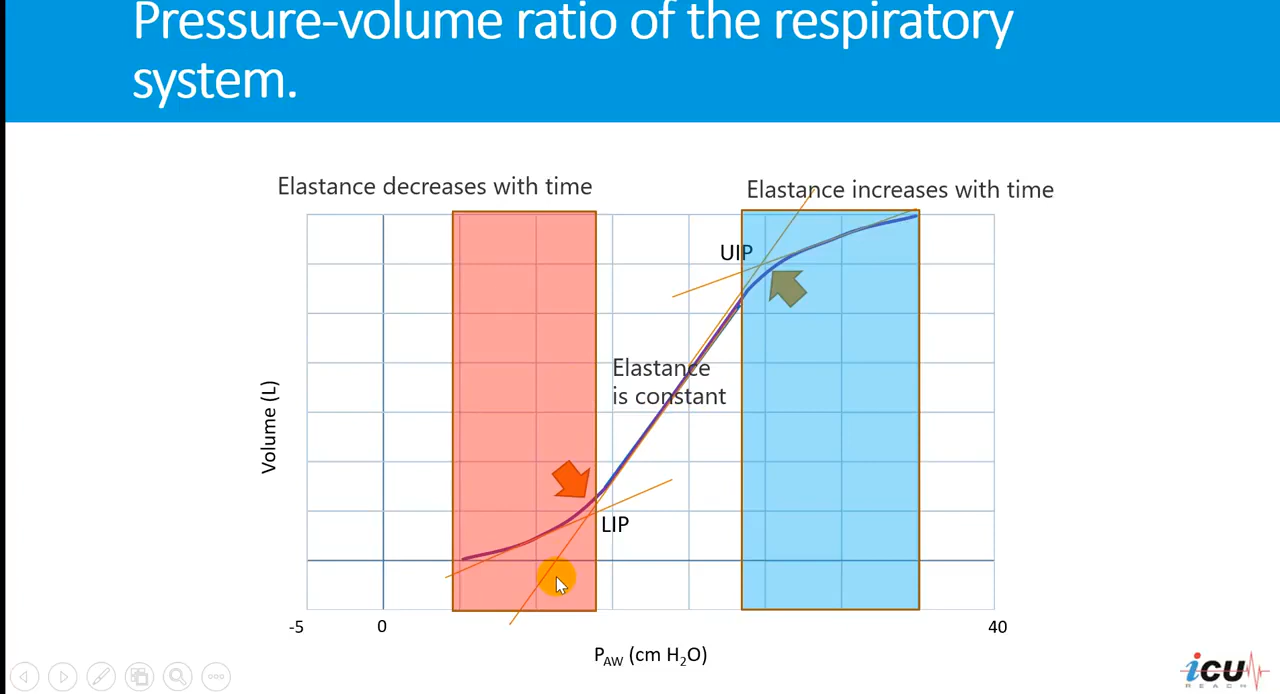 Pressure-volume ratio of the respiratory
system.
Elastance decreases with time
Elastance increases with time
UIP
Elastance
is constant
Volume (L)
LIP
-5
0
40
PAW (cm H2O)
iCU
REACH